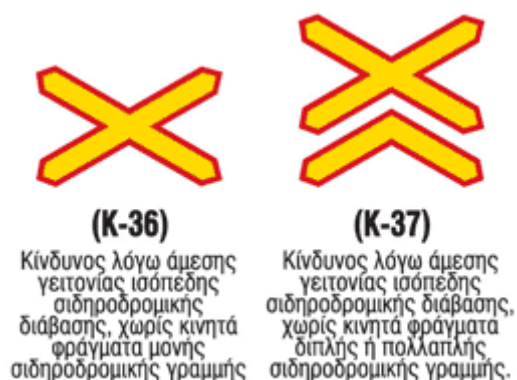 (K-36)
Κίνδυνος λόγω άμεσης
γειτονίας ισόπεδης
σιδηροδρομικής
διάβασης, χωρίς κινητά
φράγματα μονής
σιδηροδρομικής γραμμής
(K-37)
Κίνδυνος λόγω άμεσης
γειτονίας ισόπεδης
σιδηροδρομικής διάβασης,
χωρίς κινητά φράγματα
διπλής ή πολλαπλής
σιδηροδρομικής γραμμής.